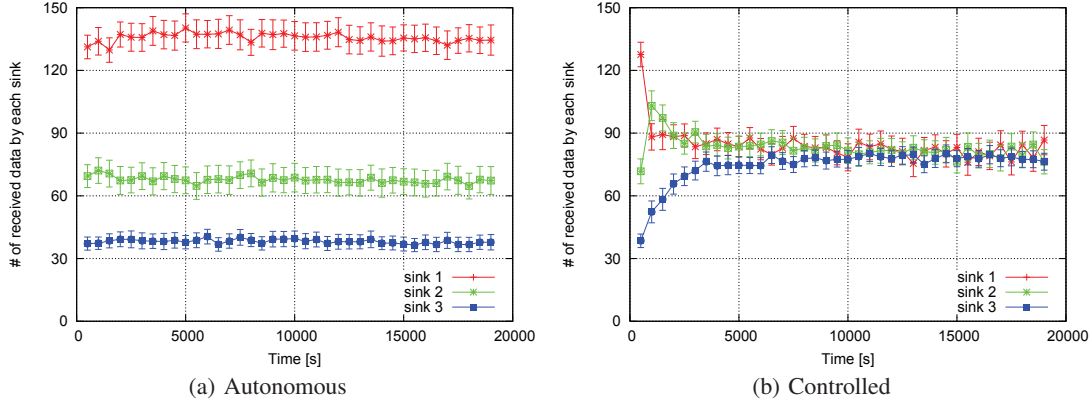 150
120
90
60
30
0
# of received data by each sink
sink 1
sink 2
sink 3
0
5000
10000
15000
20000
Time [s]
(a) Autonomous
150
120
90
60
30
0
# of received data by each sink
sink 1
sink 2
sink 3
0
5000
10000
15000
20000
Time [s]
(b) Controlled